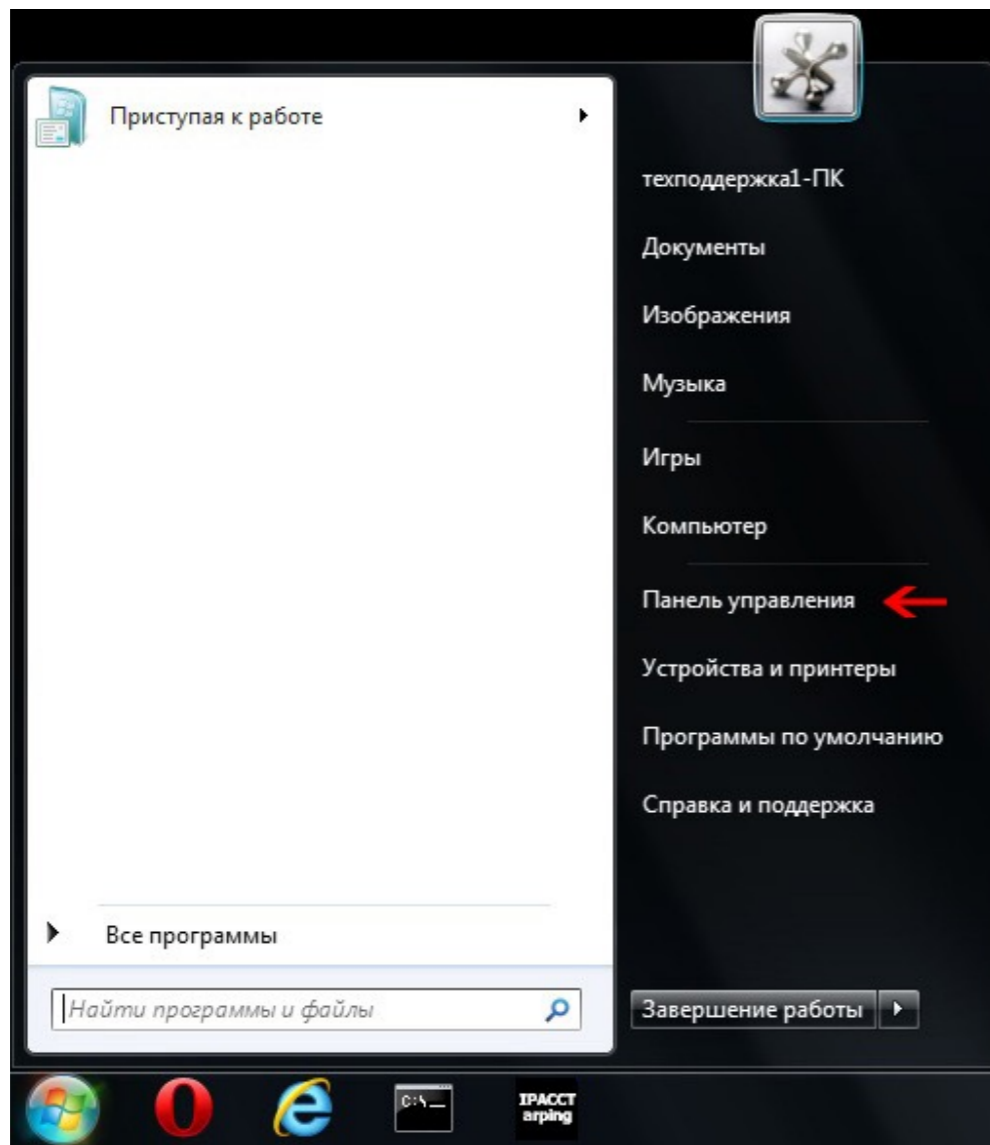 Приступая к работе
техподдержка1-ПК
Документы
Изображения
Музыка
Игры
Компьютер
Панель управления
Устройства и принтеры
Программы по умолчанию
Справка и поддержка
Все программы
Найти программы и файлы
Завершение работы
C:\_
IPACCT
arping